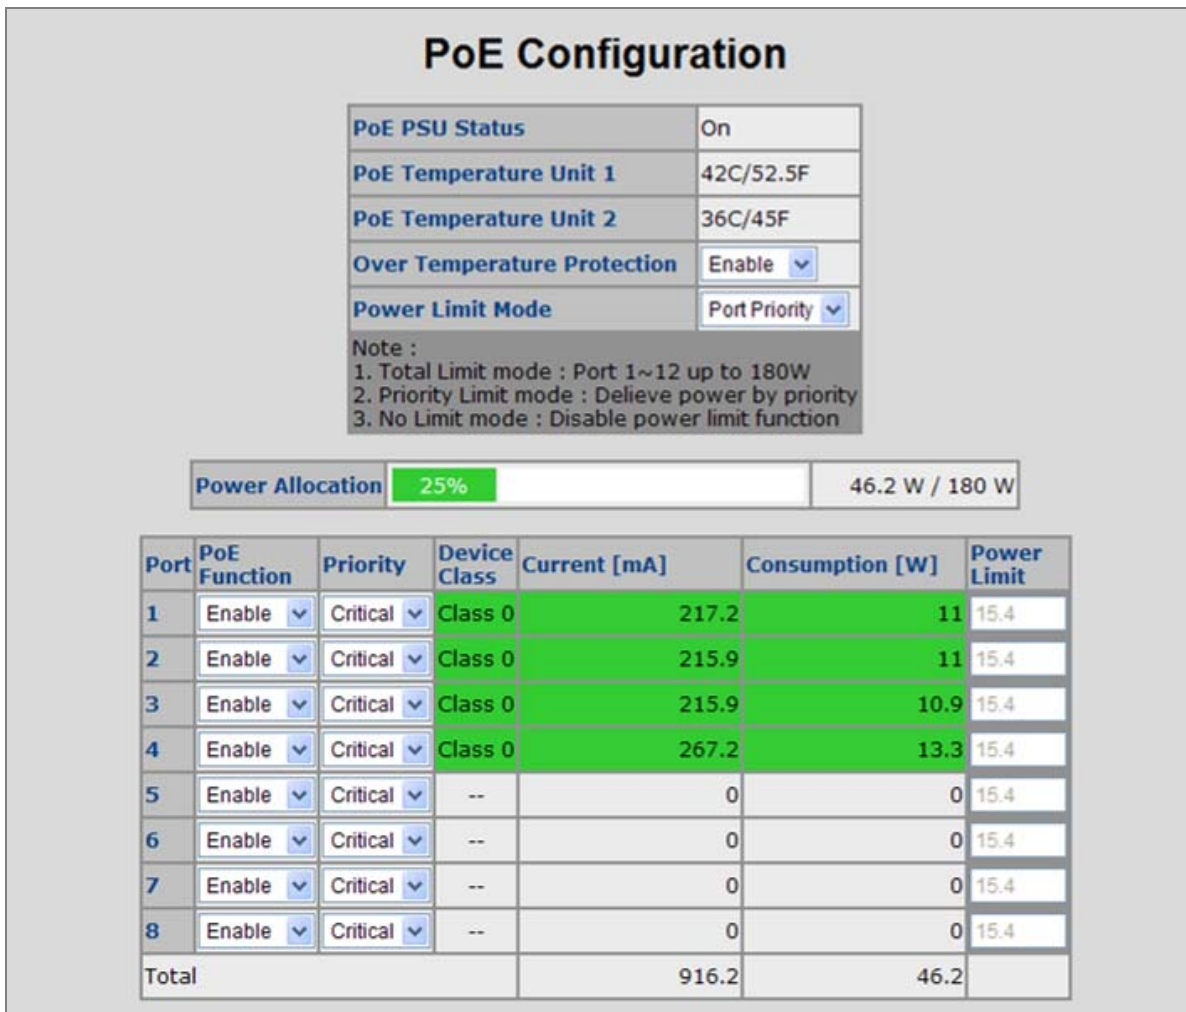 PoE Configuration
PoE PSU Status On
PoE Temperature Unit 1 42C/52.5F
PoE Temperature Unit 2 36C/45F
Over Temperature Protection Enable
Power Limit Mode Port Priority
Note :
1. Total Limit mode : Port 1~12 up to 180W
2. Priority Limit mode : Delieve power by priority
3. No Limit mode : Disable power limit function
Power Allocation 25% 46.2 W / 180 W
Port PoE Function Priority Device Class Current [mA] Consumption [W] Power Limit
1 Enable Critical Class 0 217.2 11 15.4
2 Enable Critical Class 0 215.9 11 15.4
3 Enable Critical Class 0 215.9 10.9 15.4
4 Enable Critical Class 0 267.2 13.3 15.4
5 Enable Critical -- 0 0 15.4
6 Enable Critical -- 0 0 15.4
7 Enable Critical -- 0 0 15.4
8 Enable Critical -- 0 0 15.4
Total 916.2 46.2